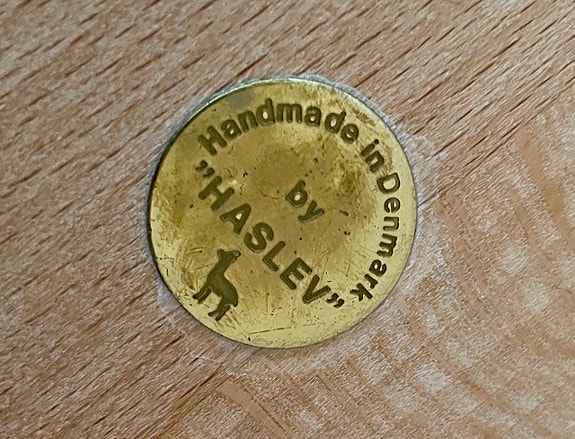 Handmade in Denmark
by
”HASLEV”